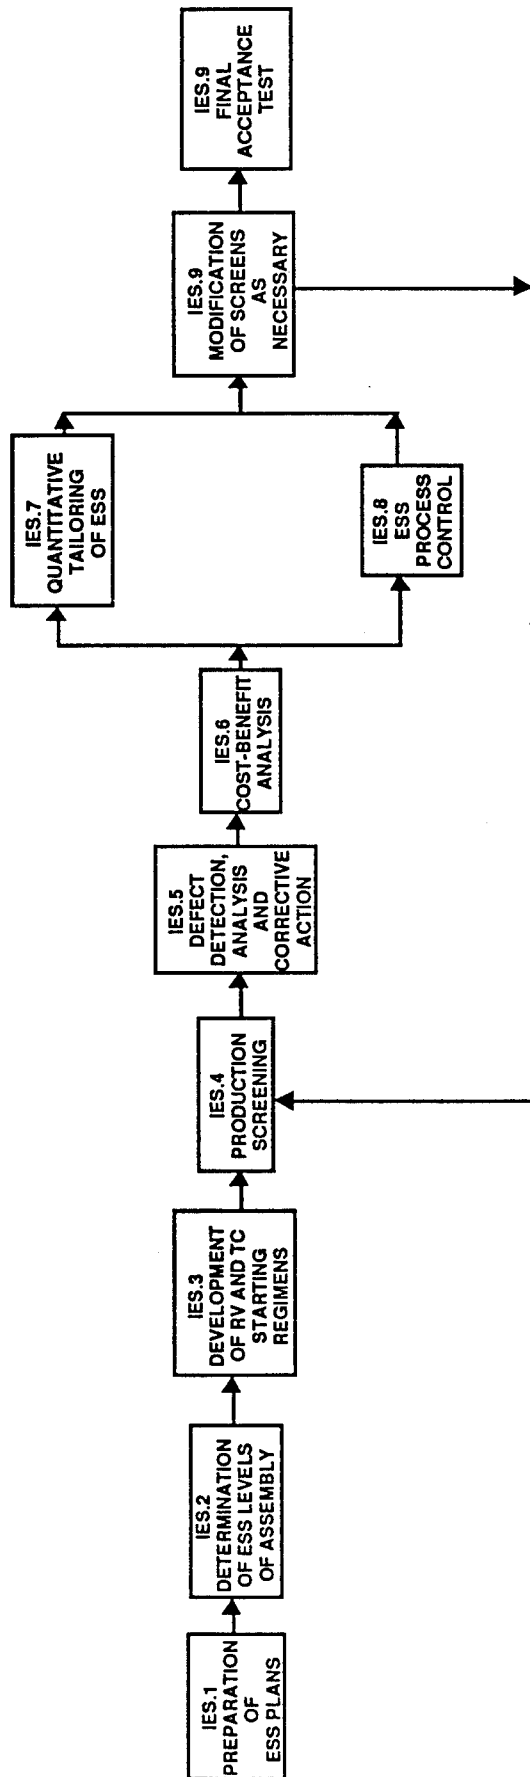 IES.1
PREPARATION
OF
ESS PLANS
IES.2
DETERMINATION
OF ESS LEVELS
OF ASSEMBLY
IES.3
DEVELOPMENT
OF RV AND TC
STARTING
REGIMENS
IES.4
PRODUCTION
SCREENING
IES.5
DEFECT
DETECTION,
ANALYSIS
AND
CORRECTIVE
ACTION
IES.6
COST-BENEFIT
ANALYSIS
IES.7
QUANTITATIVE
TAILORING
OF ESS
IES.8
ESS
PROCESS
CONTROL
IES.9
MODIFICATION
OF SCREENS
AS
NECESSARY
IES.9
FINAL
ACCEPTANCE
TEST